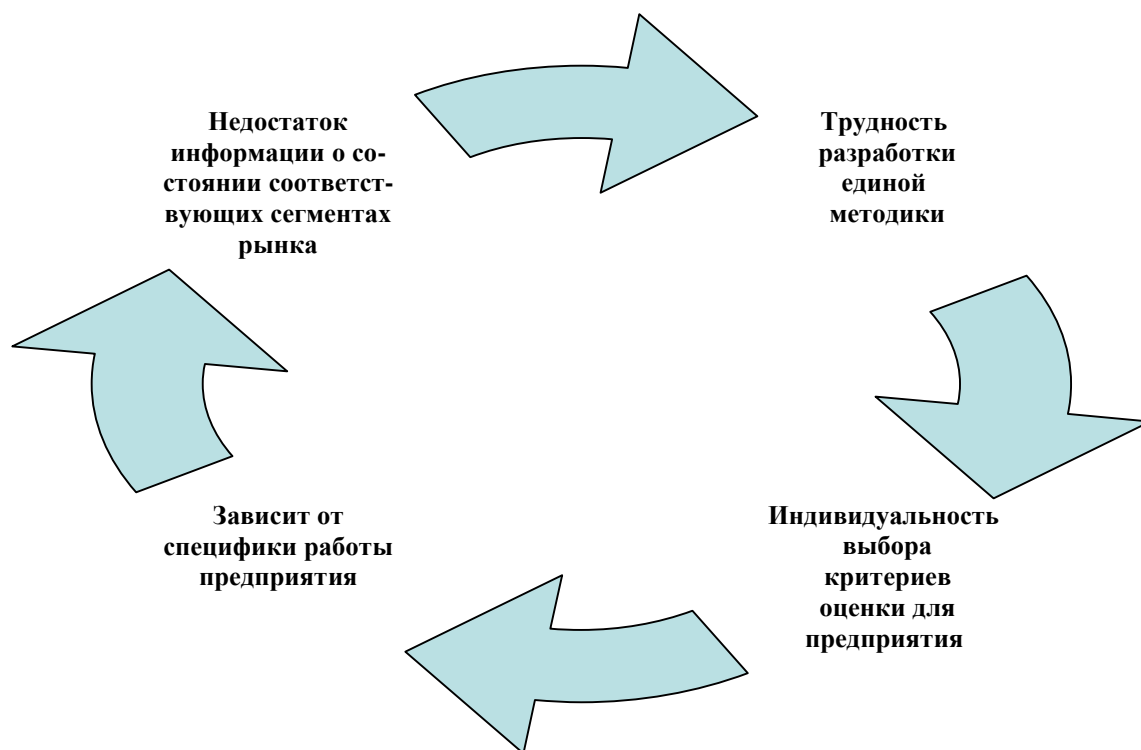 Недостаток
информации о со-
стоянии соответст-
вующих сегментах
рынка
Трудность
разработки
единой
методики
Зависит от
специфики работы
предприятия
Индивидуальность
выбора
критериев
оценки для
предприятия